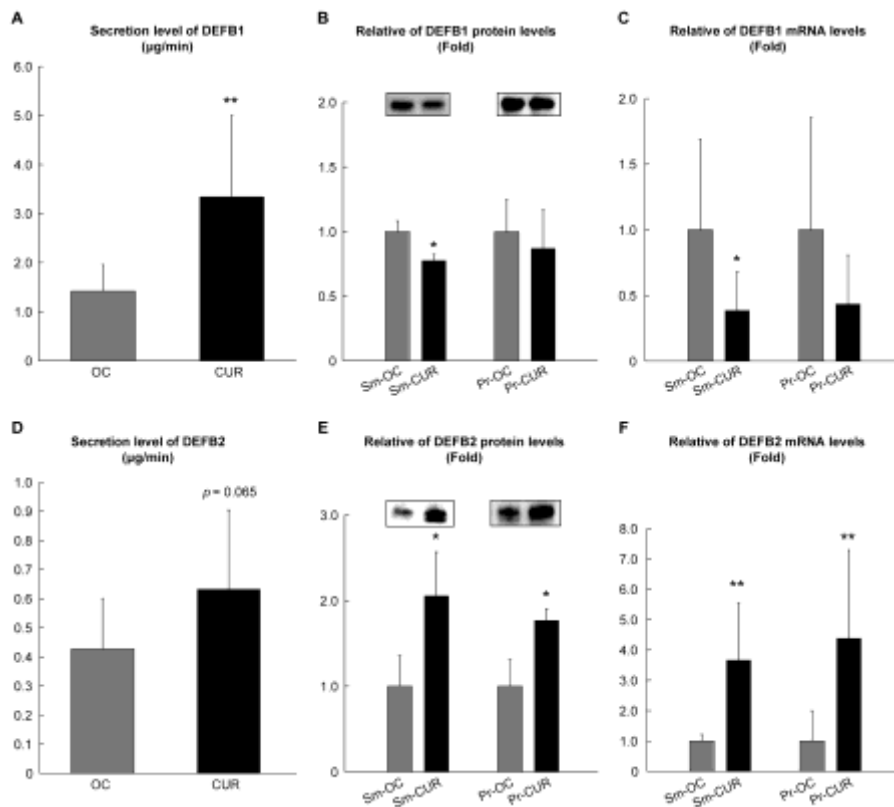 A
Secretion level of DEFB1
(µg/min)
6.0
5.0
4.0
3.0
2.0
1.0
0
**
OC
CUR
B
Relative of DEFB1 protein levels
(Fold)
2.0
1.5
1.0
0.5
0
*
Sm-OC
Sm-CUR
Pr-OC
Pr-CUR
C
Relative of DEFB1 mRNA levels
(Fold)
2.0
1.5
1.0
0.5
0
*
Sm-OC
Sm-CUR
Pr-OC
Pr-CUR
D
Secretion level of DEFB2
(µg/min)
1.0
0.9
0.8
0.7
0.6
0.5
0.4
0.3
0.2
0.1
0
p = 0.065
OC
CUR
E
Relative of DEFB2 protein levels
(Fold)
3.0
2.0
1.0
0
*
*
Sm-OC
Sm-CUR
Pr-OC
Pr-CUR
F
Relative of DEFB2 mRNA levels
(Fold)
8.0
7.0
6.0
5.0
4.0
3.0
2.0
1.0
0
**
**
Sm-OC
Sm-CUR
Pr-OC
Pr-CUR